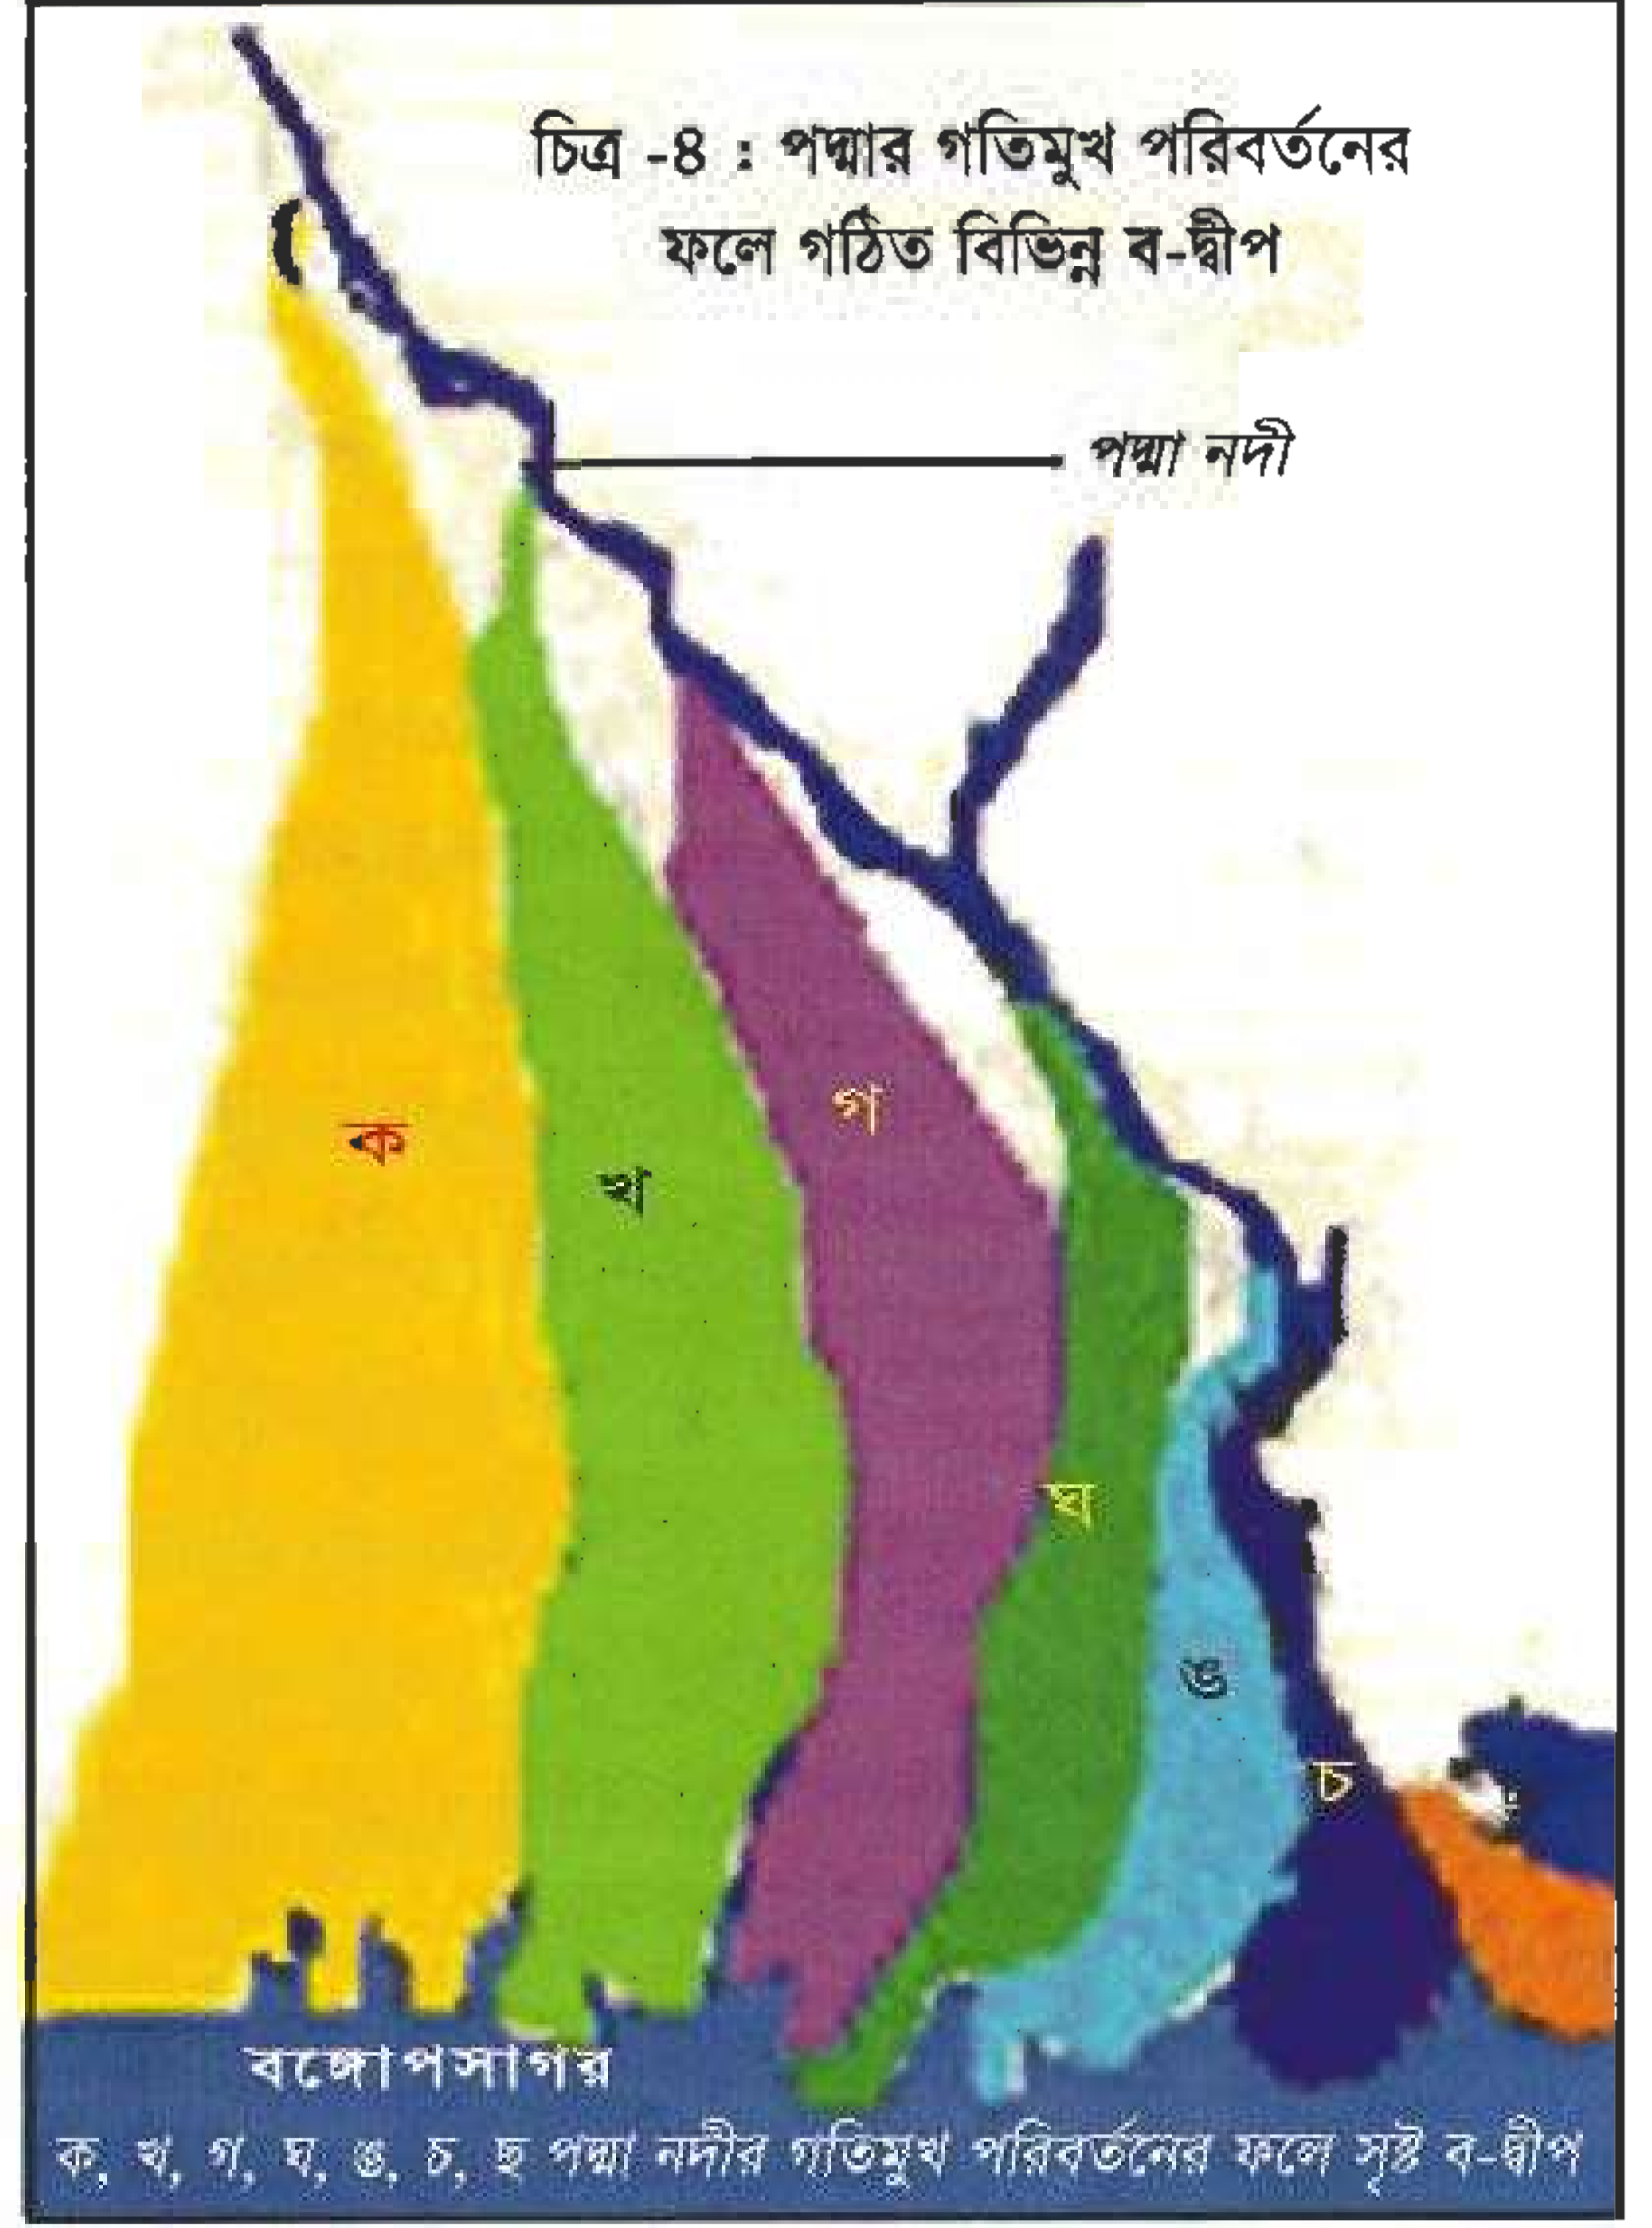 চিত্র -৪ : পদ্মার গতিমুখ পরিবর্তনের
ফলে গঠিত বিভিন্ন ব-দ্বীপ
পদ্মা নদী
ক
খ
গ
ঘ
ঙ
চ
বঙ্গোপসাগর
ক, খ, গ, ঘ, ঙ, চ, ছ পদ্মা নদীর গতিমুখ পরিবর্তনের ফলে সৃষ্ট ব-দ্বীপ